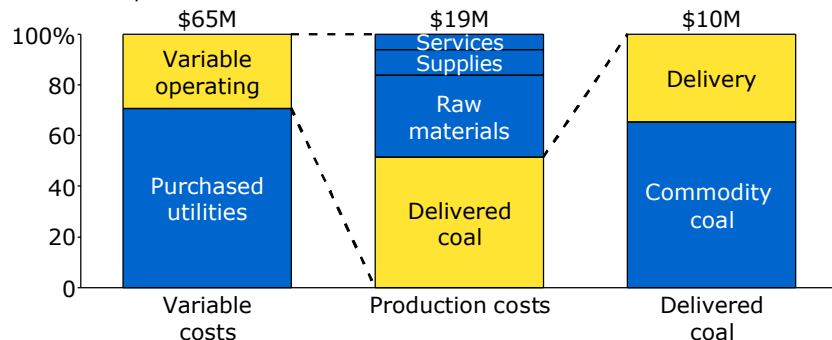 $65M
$19M
$10M
100%
80
60
40
20
0
Variable
operating
Purchased
utilities
Services
Supplies
Raw
materials
Delivered
coal
Delivery
Commodity
coal
Variable
costs
Production costs
Delivered
coal